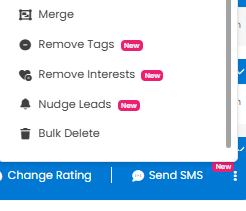 Merge
Remove Tags New
Remove Interests New
Nudge Leads New
Bulk Delete
New
Change Rating Send SMS